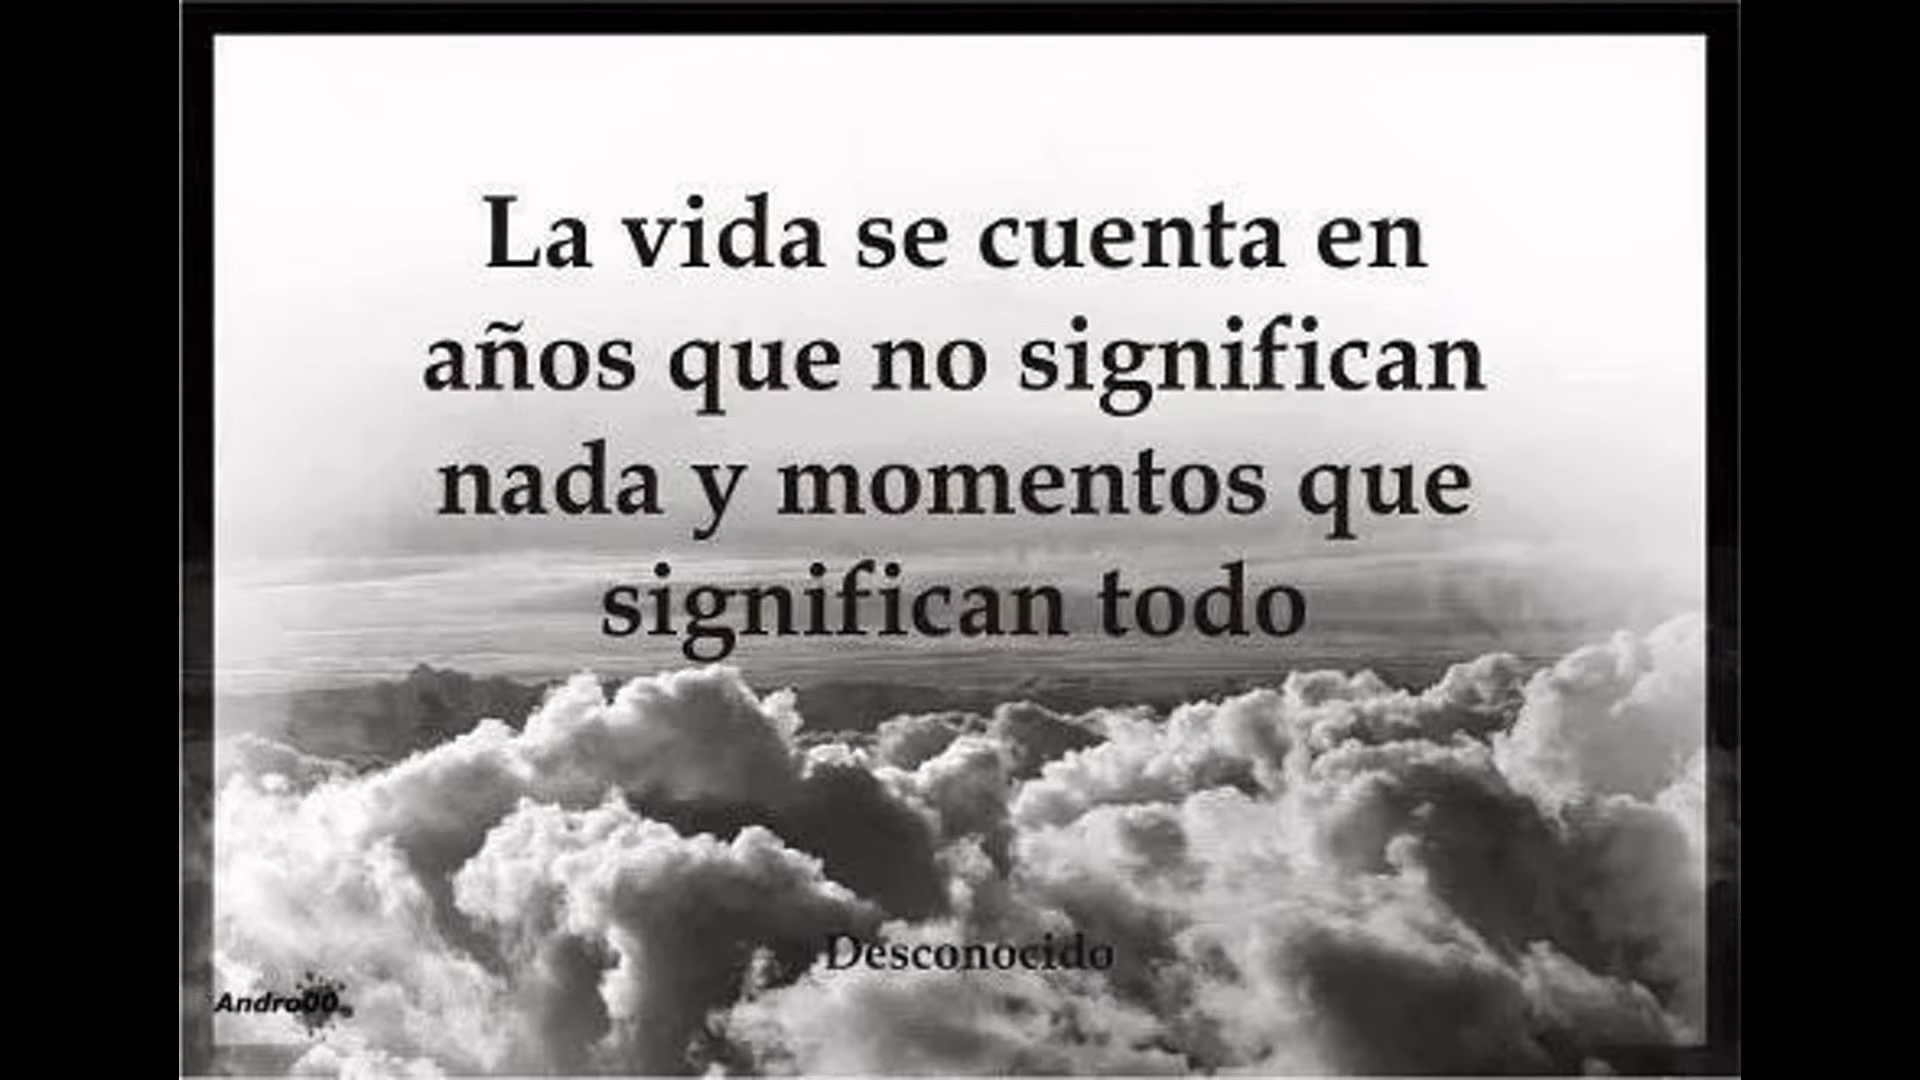 La vida se cuenta en
años que no significan
nada y momentos que
significan todo
Desconocido
Andro00